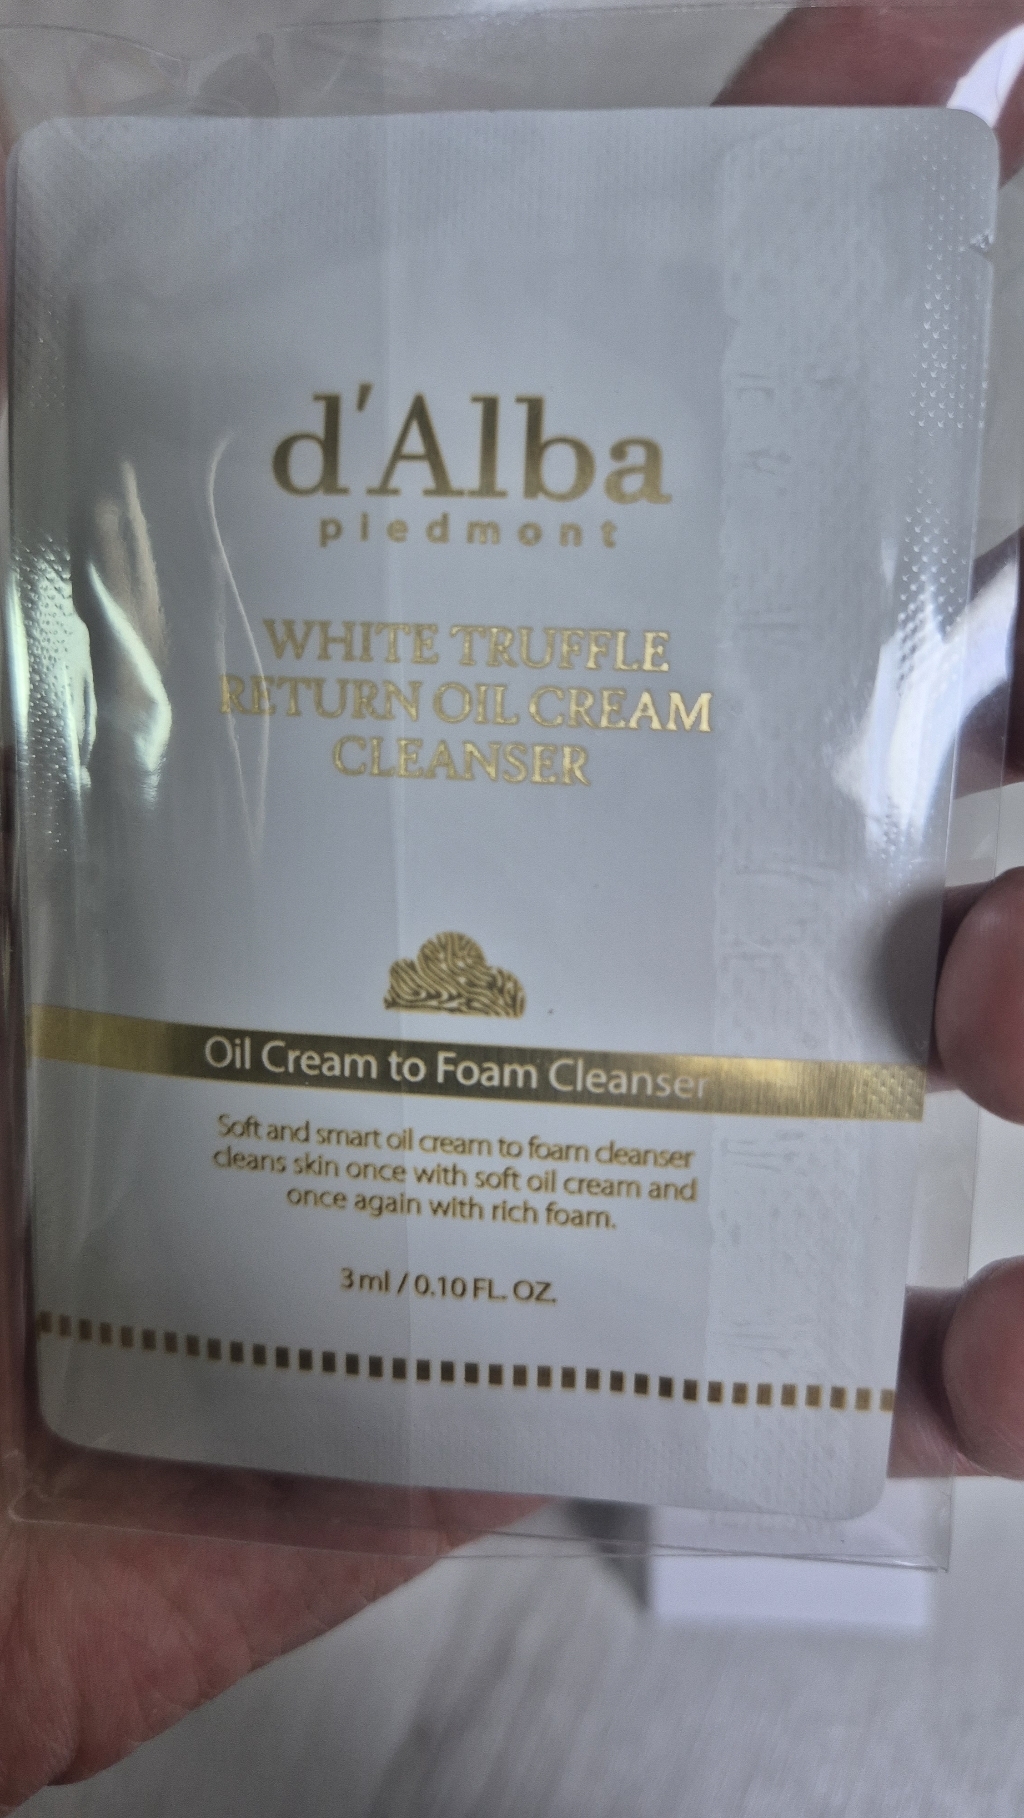 d'Alba
piedmont
WHITE TRUFFLE
RETURN OIL CREAM
CLEANSER
Oil Cream to Foam Cleanser
Soft and smart oil cream to foam cleanser
cleans skin once with soft oil cream and
once again with rich foam.
3 ml / 0.10 FL. OZ.